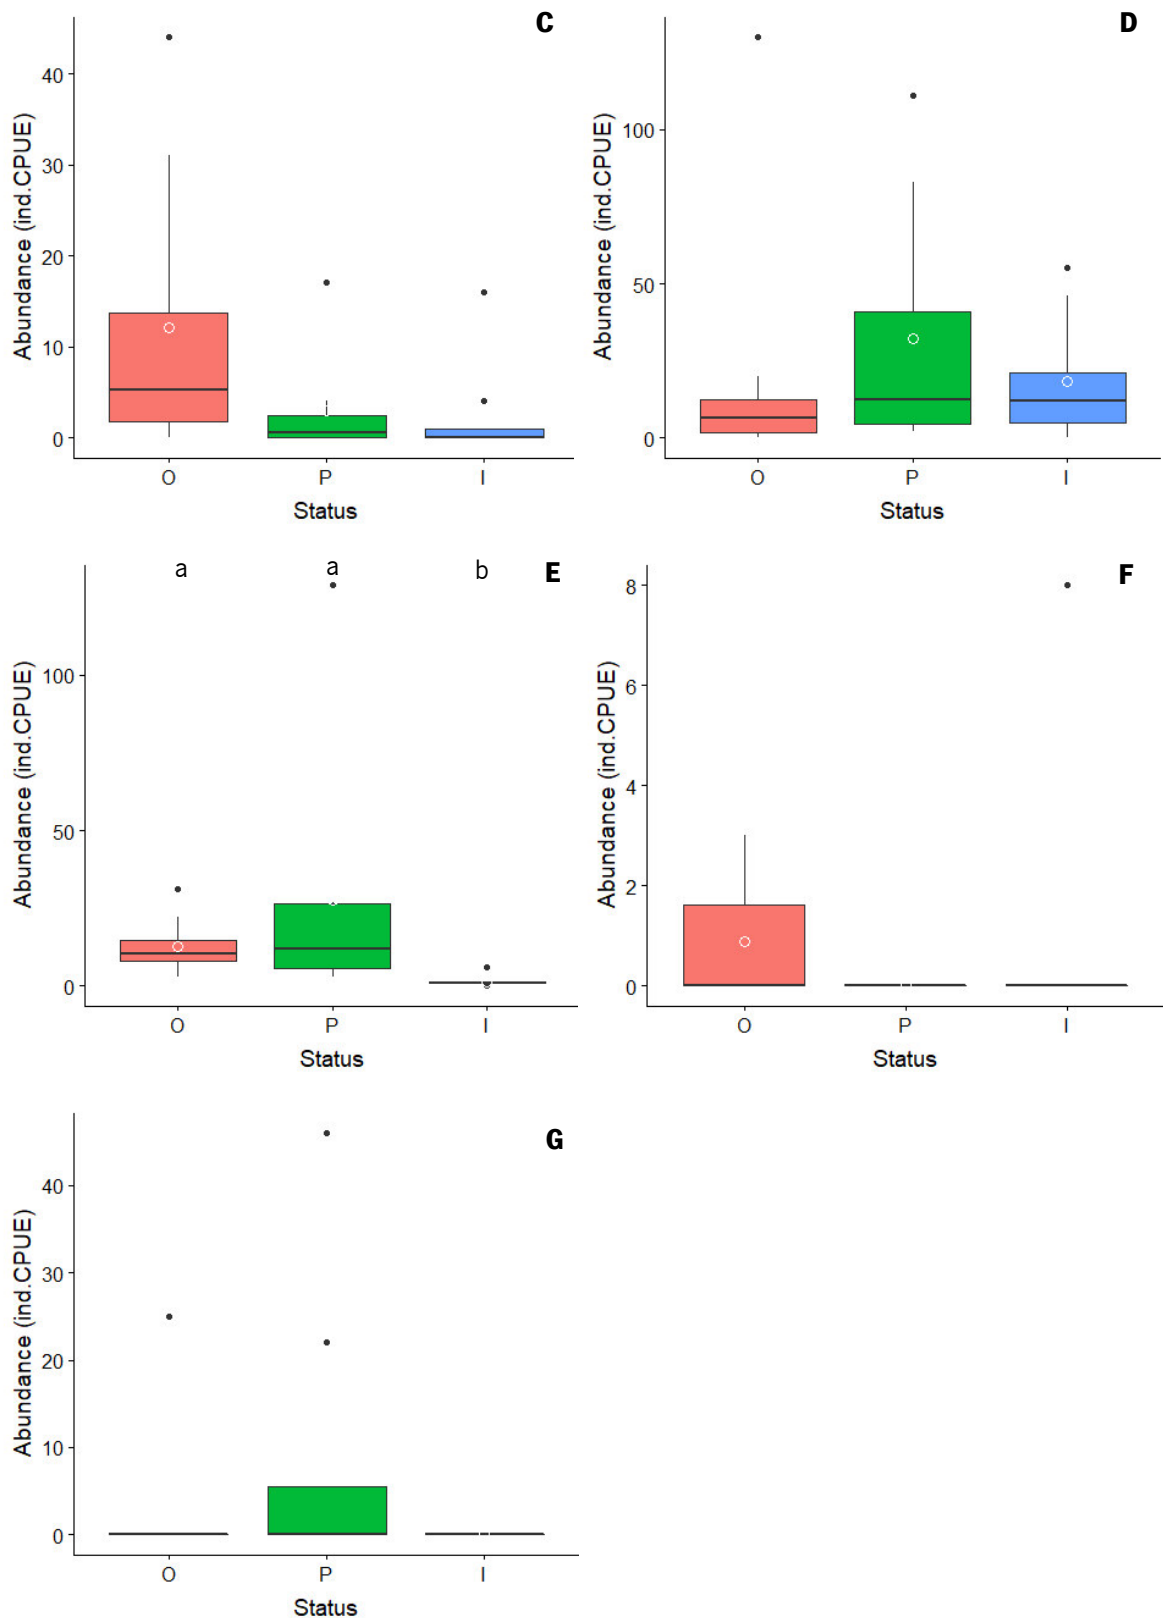 C
Abundance (ind.CPUE)
40
30
20
10
0
O P I
Status
D
Abundance (ind.CPUE)
100
50
0
O P I
Status
a a b
E
Abundance (ind.CPUE)
100
50
0
O P I
Status
F
Abundance (ind.CPUE)
8
6
4
2
0
O P I
Status
G
Abundance (ind.CPUE)
40
30
20
10
0
O P I
Status